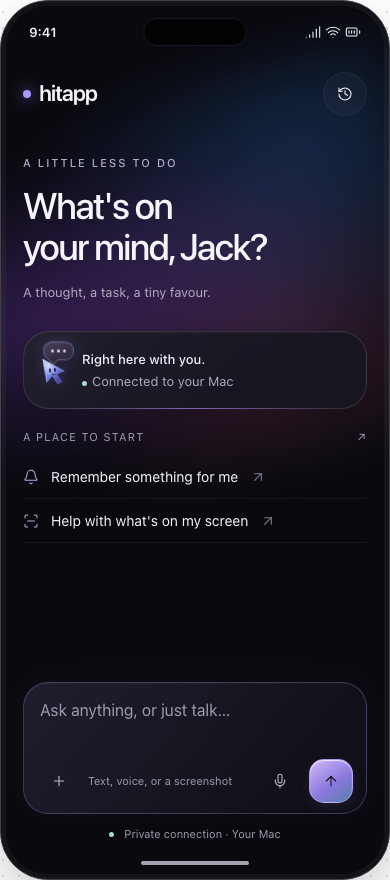 9:41
hitapp
A LITTLE LESS TO DO
What's on
your mind, Jack?
A thought, a task, a tiny favour.
Right here with you.
Connected to your Mac
A PLACE TO START
Remember something for me
Help with what's on my screen
Ask anything, or just talk...
Text, voice, or a screenshot
Private connection · Your Mac